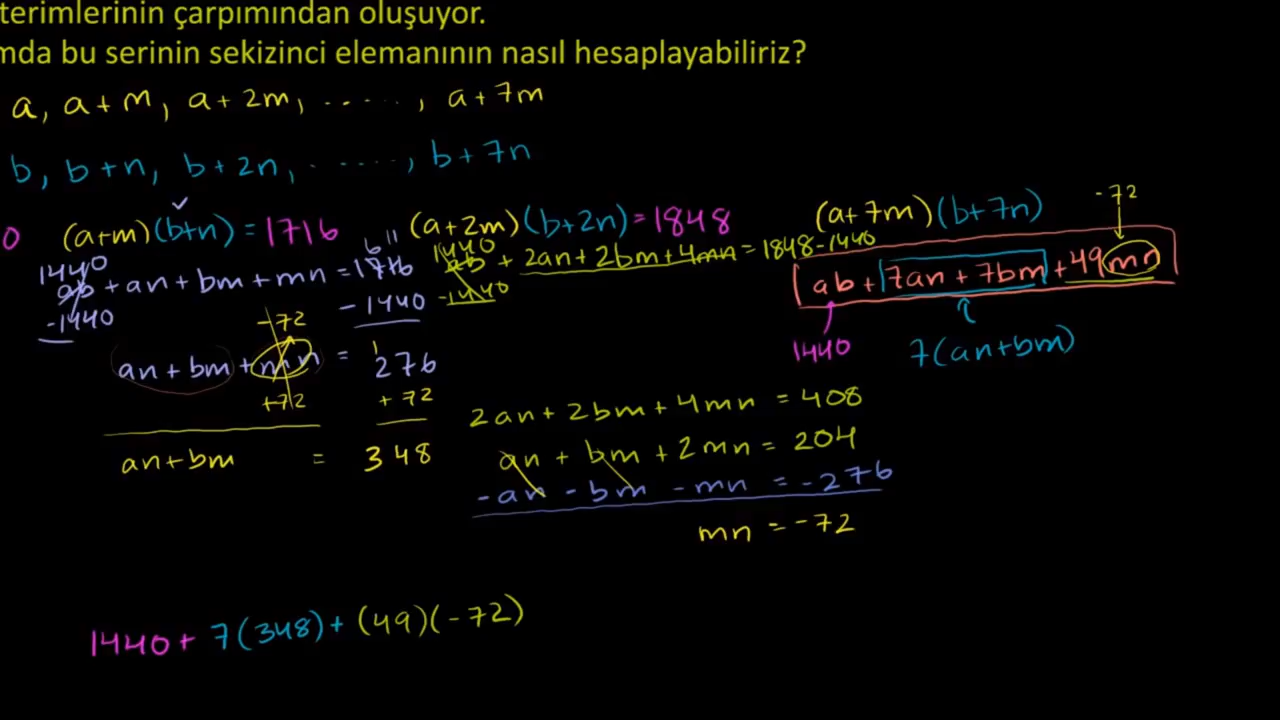 terimlerinin çarpımından oluşuyor.
mda bu serinin sekizinci elemanının nasıl hesaplayabiliriz?
a, a+m, a+2m, ....., a+7m
b, b+n, b+2n, ....., b+7n
0 (a+m)(b+n) = 1716
1440
ab + an + bm + mn = 1716
-1440 - 1440
-72
an + bm + mn = 276
+72 + 72
an + bm = 348
(a+2m)(b+2n) = 1848
1440
ab + 2an + 2bm + 4mn = 1848 - 1440
-1440
2an + 2bm + 4mn = 408
an + bm + 2mn = 204
-an - bm - mn = -276
mn = -72
(a+7m)(b+7n)
-72
ab + 7an + 7bm + 49mn
1440 7(an+bm)
1440 + 7(348) + (49)(-72)